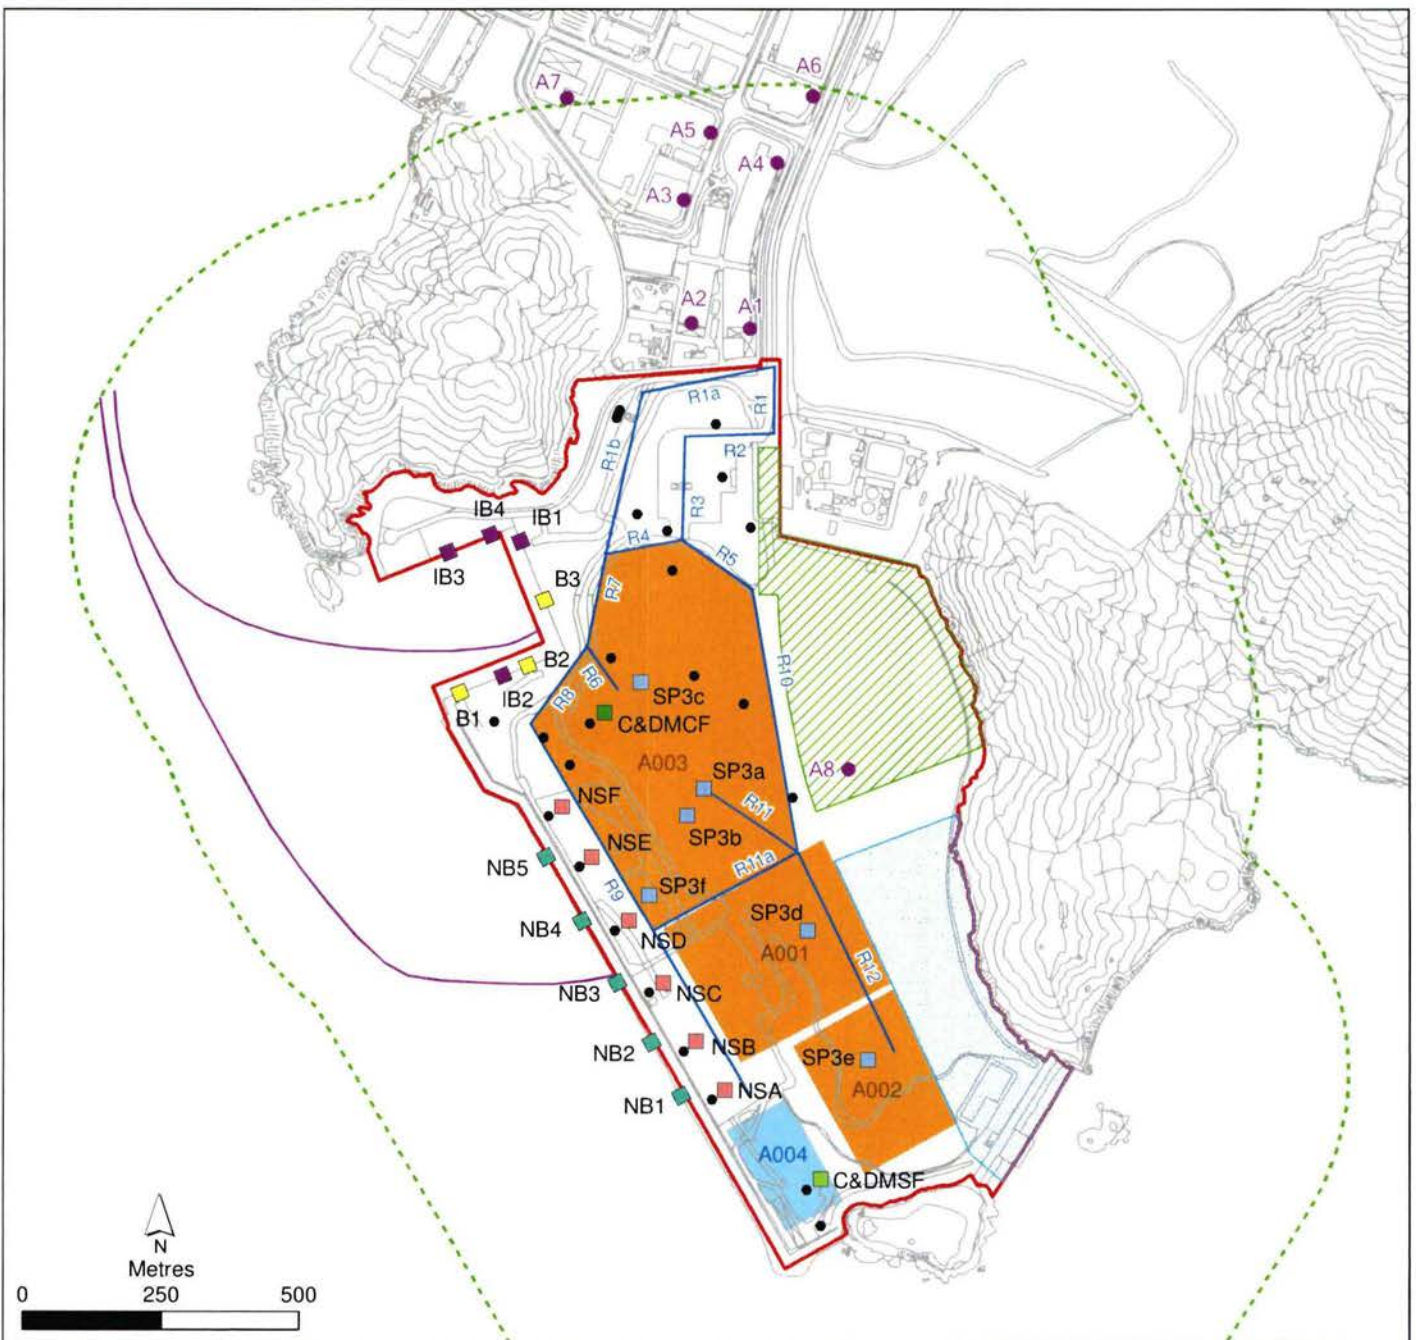 A6
A7
A5
A4
A3
A2
A1
R1a
R1
R1b
R2
IB4
IB1
R3
R4
IB3
R5
B3
R7
B2
R6
R10
IB2
R8
SP3c
B1
C&DMCF
A003
A8
SP3a
NSF
R11
SP3b
NSE
NB5
R11a
R9
SP3f
SP3d
NB4
NSD
A001
R12
NB3
NSC
NB2
NSB
SP3e
NSA
A002
NB1
A004
C&DMSF
N
Metres
0 250 500